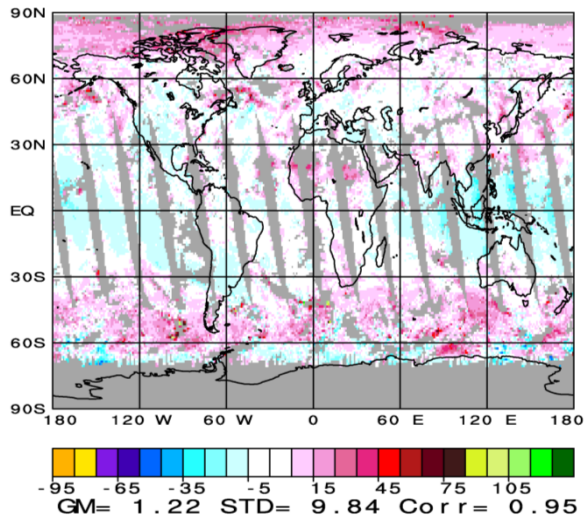 90N
60N
30N
EQ
30S
60S
90S
180 120 W 60 W 0 60 E 120 E 180
-95 -65 -35 -5 15 45 75 105
GM= 1.22 STD= 9.84 Corr= 0.95